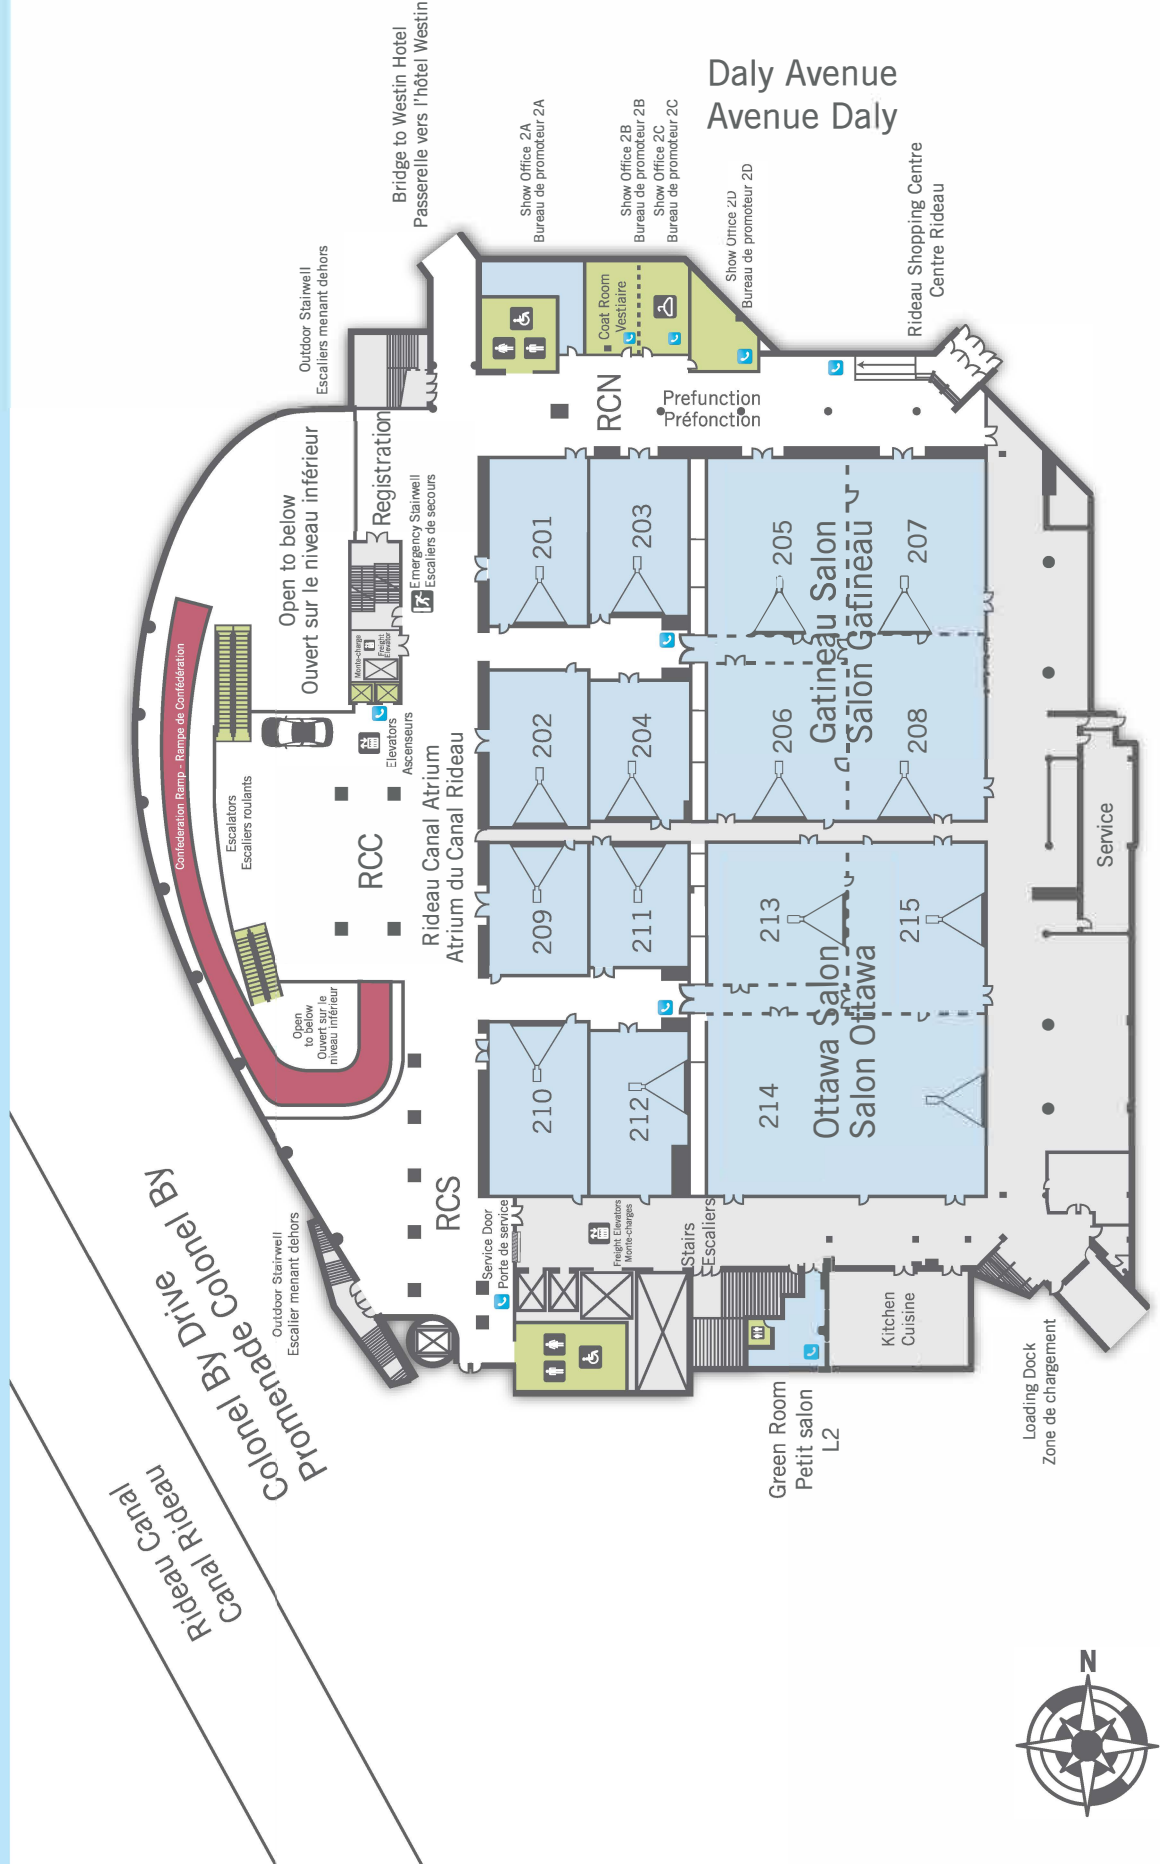 Daly Avenue
Avenue Daly
Bridge to Westin Hotel
Passerelle vers l'hôtel Westin
Show Office 2A
Bureau de promoteur 2A
Show Office 2B
Bureau de promoteur 2B
Show Office 2C
Bureau de promoteur 2C
Show Office 2D
Bureau de promoteur 2D
Rideau Shopping Centre
Centre Rideau
Outdoor Stairwell
Escaliers menant dehors
Coat Room
Vestiaire
RCN
Prefunction
Préfonction
Registration
Open to below
Ouvert sur le niveau inférieur
Emergency Stairwell
Escaliers de secours
Monte-charge
Freight
Elevator
Confederation Ramp - Rampe de Confédération
Elevators
Ascenseurs
Escalators
Escaliers roulants
RCC
Rideau Canal Atrium
Atrium du Canal Rideau
201
203
205
207
Gatineau Salon
Salon Gatineau
202
204
206
208
209
211
213
215
Ottawa Salon
Salon Ottawa
210
212
214
Service
Open
to below
Ouvert sur le
niveau inférieur
RCS
Service Door
Porte de service
Freight Elevators
Monte-charges
Stairs
Escaliers
Outdoor Stairwell
Escalier menant dehors
Kitchen
Cuisine
Green Room
Petit salon
L2
Loading Dock
Zone de chargement
Colonel By Drive
Promenade Colonel By
Rideau Canal
Canal Rideau
N